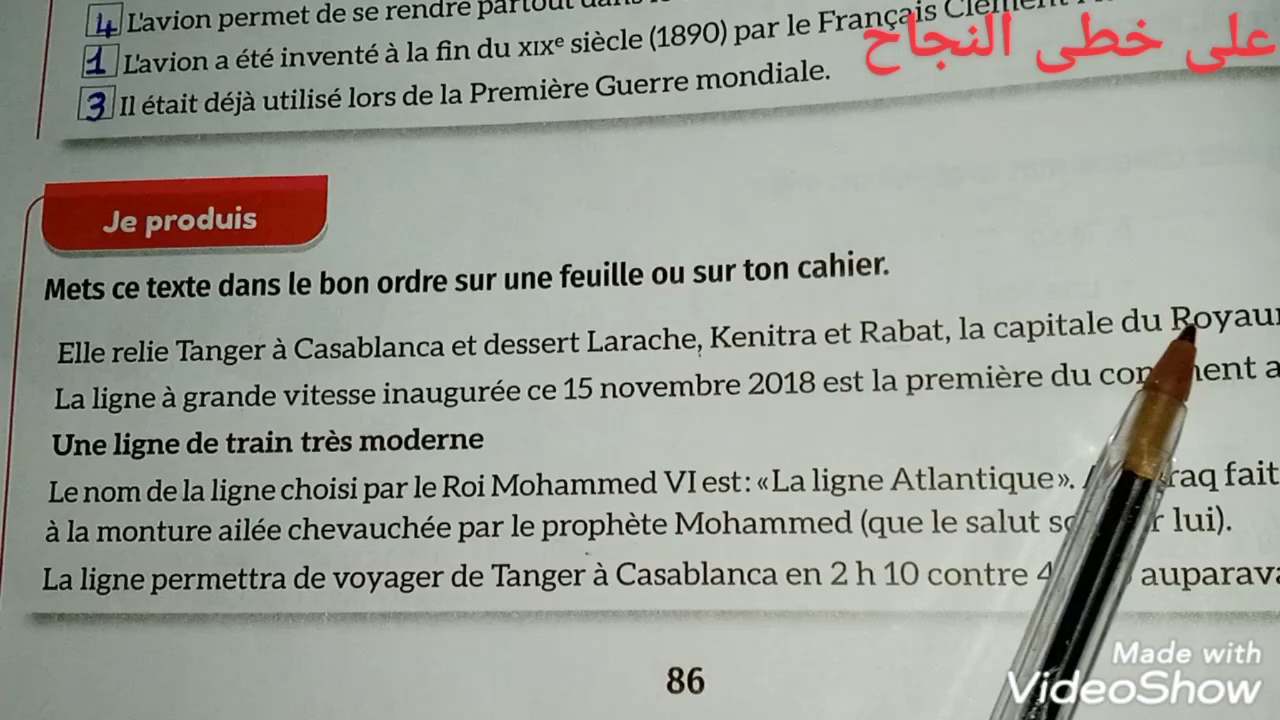 4 L'avion permet de se rendre partout dans
1 L'avion a été inventé à la fin du XIXe siècle (1890) par le Français Clément
على خطى النجاح
3 Il était déjà utilisé lors de la Première Guerre mondiale.
Je produis
Mets ce texte dans le bon ordre sur une feuille ou sur ton cahier.
Elle relie Tanger à Casablanca et dessert Larache, Kenitra et Rabat, la capitale du
La ligne à grande vitesse inaugurée ce 15 novembre 2018 est la première du
Une ligne de train très moderne
Le nom de la ligne choisi par le Roi Mohammed VI est : «La ligne Atlantique». fait
à la monture ailée chevauchée par le prophète Mohammed (que le salut lui).
La ligne permettra de voyager de Tanger à Casablanca en 2 h 10 contre 4
86
Made with
VideoShow